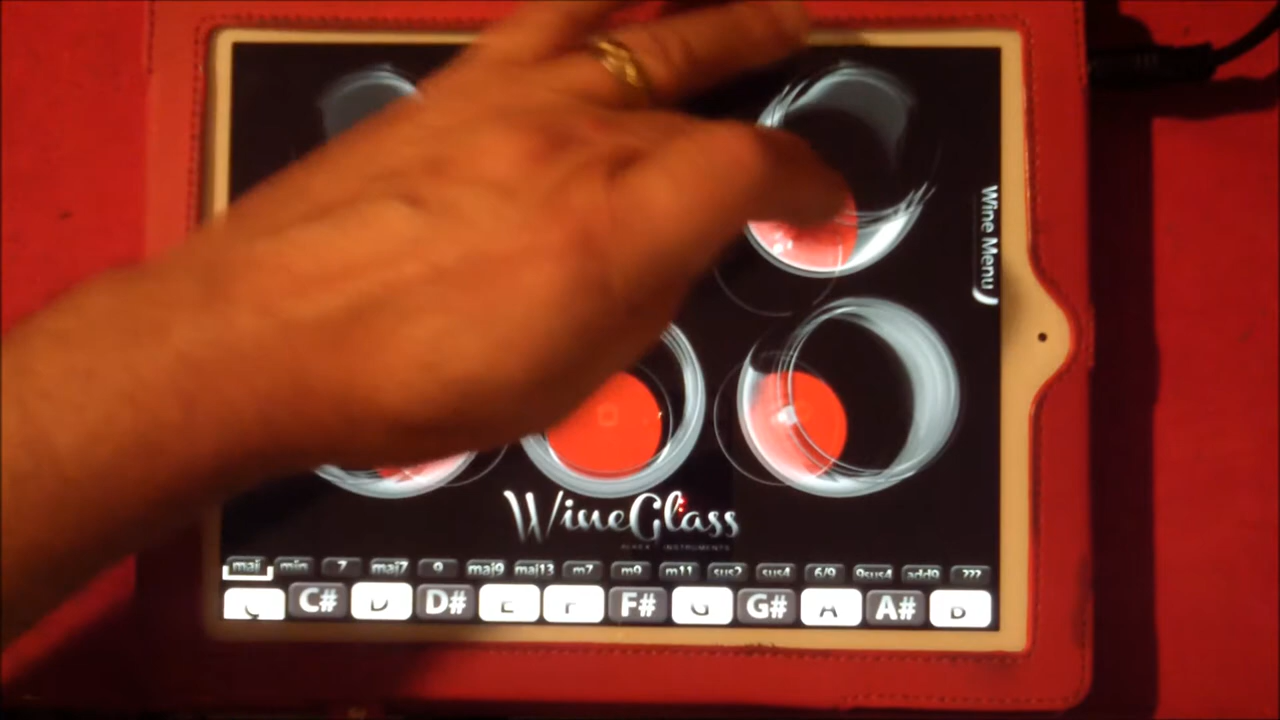 Wine Menu
WineGlass
maj min 7 maj7 9 maj9 maj13 m7 m9 m11 sus2 sus4 6/9 9sus4 add9 ???
C C# D D# E F F# G G# A A# B